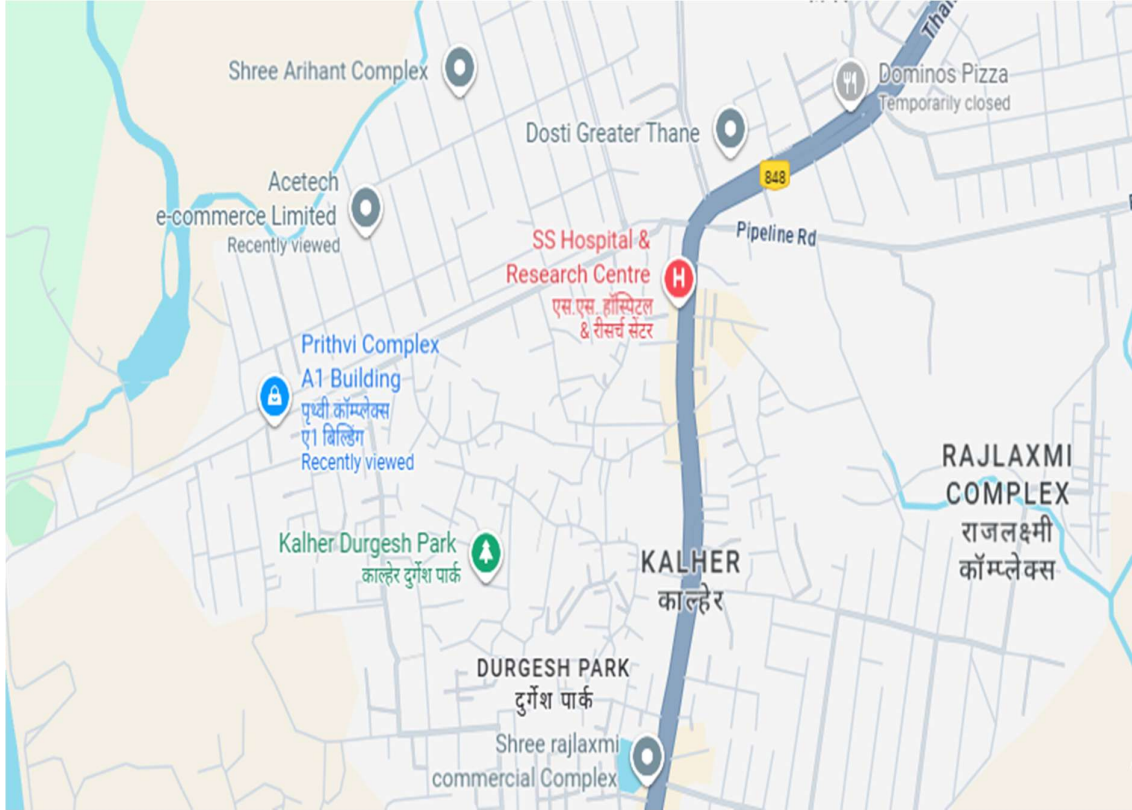 Than
Shree Arihant Complex
Dominos Pizza
Temporarily closed
Dosti Greater Thane
848
Acetech
e-commerce Limited
Recently viewed
Pipeline Rd
SS Hospital &
Research Centre
एस.एस. हॉस्पिटल
& रीसर्च सेंटर
Prithvi Complex
A1 Building
पृथ्वी कॉम्प्लेक्स
ए1 बिल्डिंग
Recently viewed
RAJLAXMI
COMPLEX
राजलक्ष्मी
कॉम्प्लेक्स
Kalher Durgesh Park
काल्हेर दुर्गेश पार्क
KALHER
काल्हेर
DURGESH PARK
दुर्गेश पार्क
Shree rajlaxmi
commercial Complex